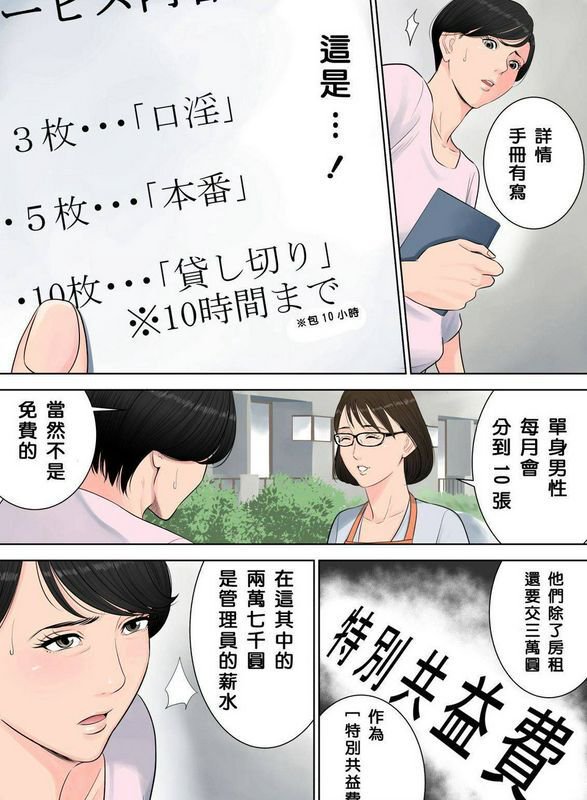 ービス内容
・3枚・・・「口淫」
・5枚・・・「本番」
・10枚・・・「貸し切り」
※10時間まで
※包10小時
這是…！
詳情
手冊有寫
單身男性
每月會
分到10張
當然不是
免費的
他們除了房租
還要交三萬圓
特別共益費
作為
［特別共益費
在這其中的
兩萬七千圓
是管理員的薪水